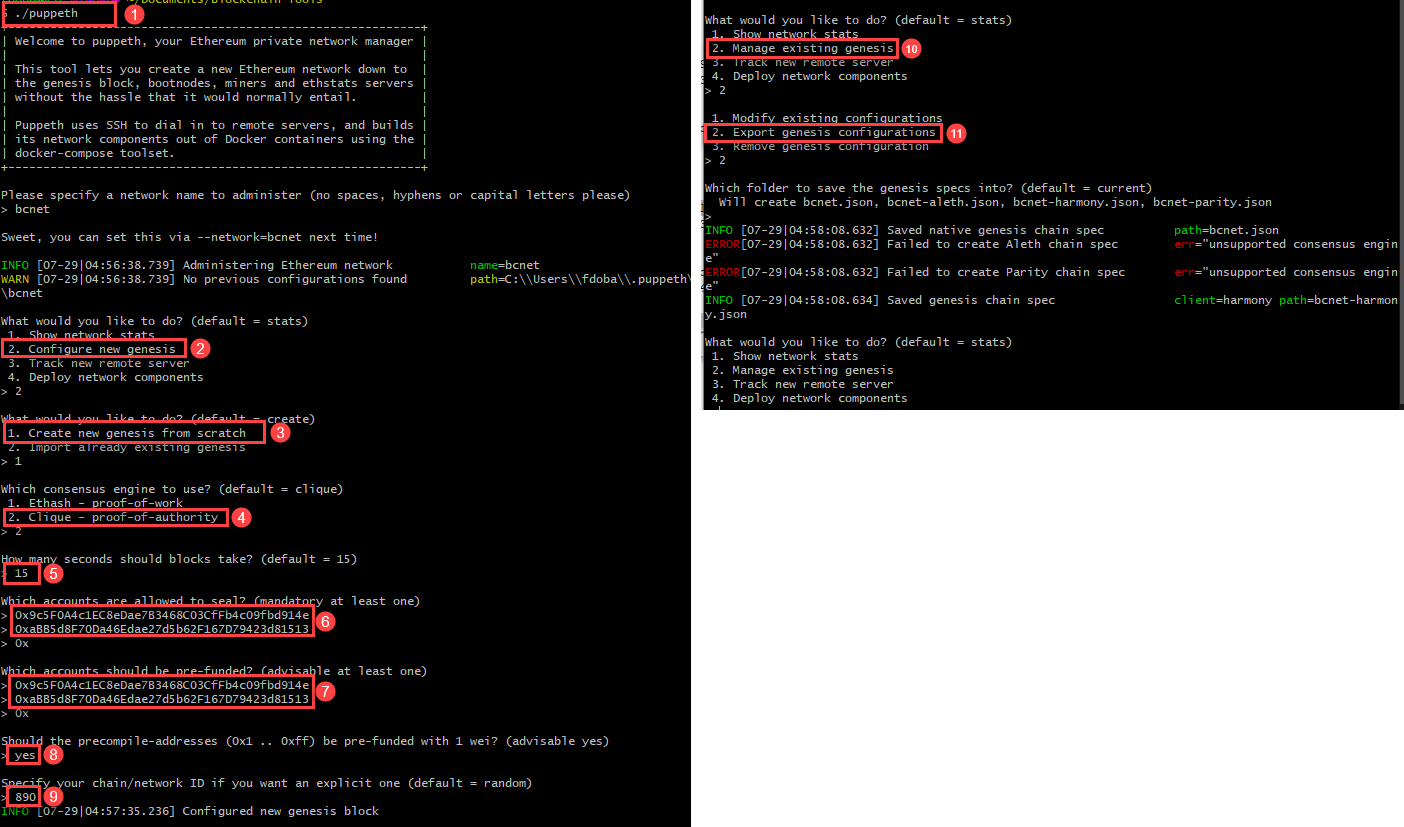 ~/Documents/Blockchain-Tools
$ ./puppeth
1
Welcome to puppeth, your Ethereum private network manager
This tool lets you create a new Ethereum network down to
the genesis block, bootnodes, miners and ethstats servers
without the hassle that it would normally entail.
Puppeth uses SSH to dial in to remote servers, and builds
its network components out of Docker containers using the
docker-compose toolset.
Please specify a network name to administer (no spaces, hyphens or capital letters please)
> bcnet
Sweet, you can set this via --network=bcnet next time!
INFO [07-29|04:56:38.739] Administering Ethereum network name=bcnet
WARN [07-29|04:56:38.739] No previous configurations found path=C:\\Users\\fdoba\\.puppeth\
\bcnet
What would you like to do? (default = stats)
1. Show network stats
2. Configure new genesis
2
3. Track new remote server
4. Deploy network components
> 2
What would you like to do? (default = create)
1. Create new genesis from scratch
3
2. Import already existing genesis
> 1
Which consensus engine to use? (default = clique)
1. Ethash - proof-of-work
2. Clique - proof-of-authority
4
> 2
How many seconds should blocks take? (default = 15)
> 15
5
Which accounts are allowed to seal? (mandatory at least one)
> 0x9c5F0A4c1EC8eDae7B3468C03CfFb4c09fbd914e
> 0xaBB5d8F70Da46Edae27d5b62F167D79423d81513
6
> 0x
Which accounts should be pre-funded? (advisable at least one)
> 0x9c5F0A4c1EC8eDae7B3468C03CfFb4c09fbd914e
> 0xaBB5d8F70Da46Edae27d5b62F167D79423d81513
7
> 0x
Should the precompile-addresses (0x1 .. 0xff) be pre-funded with 1 wei? (advisable yes)
> yes
8
Specify your chain/network ID if you want an explicit one (default = random)
> 890
9
INFO [07-29|04:57:35.236] Configured new genesis block
What would you like to do? (default = stats)
1. Show network stats
2. Manage existing genesis
10
3. Track new remote server
4. Deploy network components
> 2
1. Modify existing configurations
2. Export genesis configurations
11
3. Remove genesis configuration
> 2
Which folder to save the genesis specs into? (default = current)
Will create bcnet.json, bcnet-aleth.json, bcnet-harmony.json, bcnet-parity.json
>
INFO [07-29|04:58:08.632] Saved native genesis chain spec path=bcnet.json
ERROR[07-29|04:58:08.632] Failed to create Aleth chain spec err="unsupported consensus engin
e"
ERROR[07-29|04:58:08.632] Failed to create Parity chain spec err="unsupported consensus engin
e"
INFO [07-29|04:58:08.634] Saved genesis chain spec client=harmony path=bcnet-harmon
y.json
What would you like to do? (default = stats)
1. Show network stats
2. Manage existing genesis
3. Track new remote server
4. Deploy network components